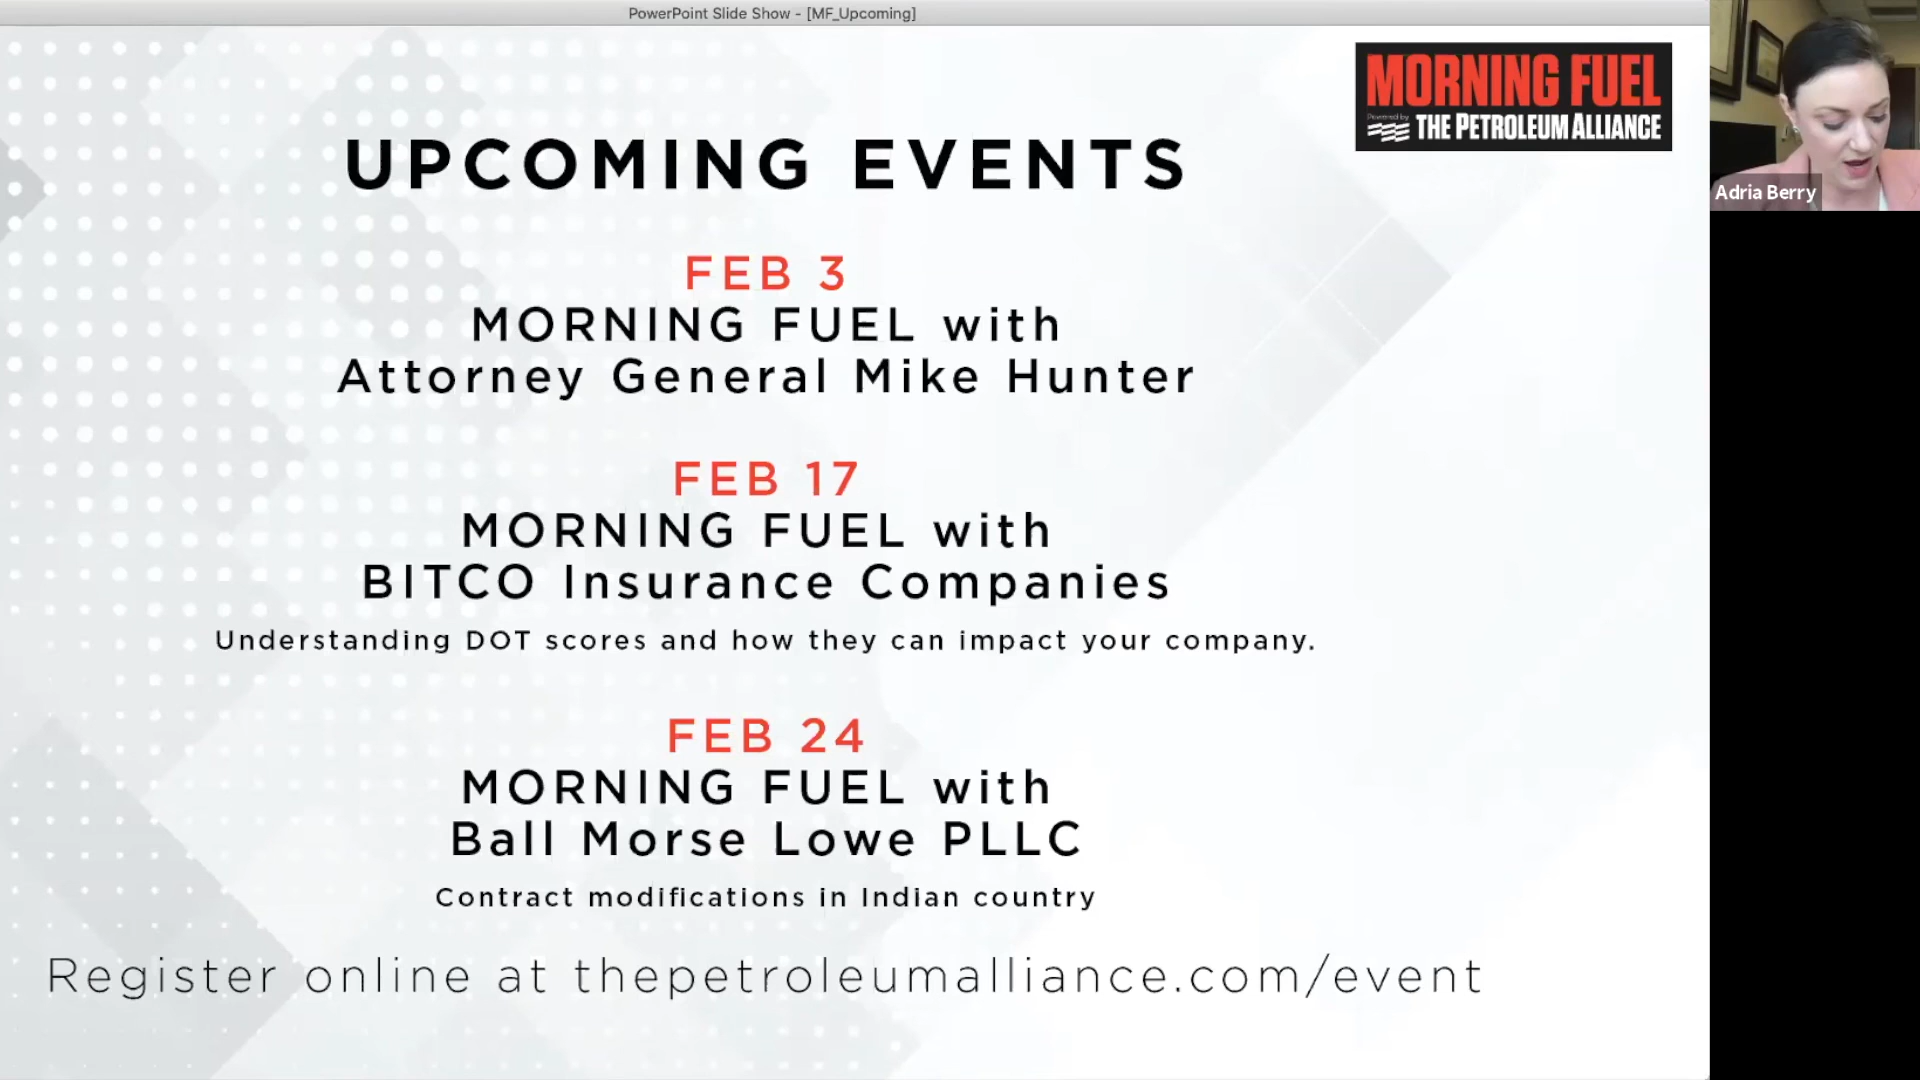 PowerPoint Slide Show - [MF_Upcoming]
MORNING FUEL
Powered by
THE PETROLEUM ALLIANCE
Adria Berry
UPCOMING EVENTS
FEB 3
MORNING FUEL with
Attorney General Mike Hunter
FEB 17
MORNING FUEL with
BITCO Insurance Companies
Understanding DOT scores and how they can impact your company.
FEB 24
MORNING FUEL with
Ball Morse Lowe PLLC
Contract modifications in Indian country
Register online at thepetroleumalliance.com/event